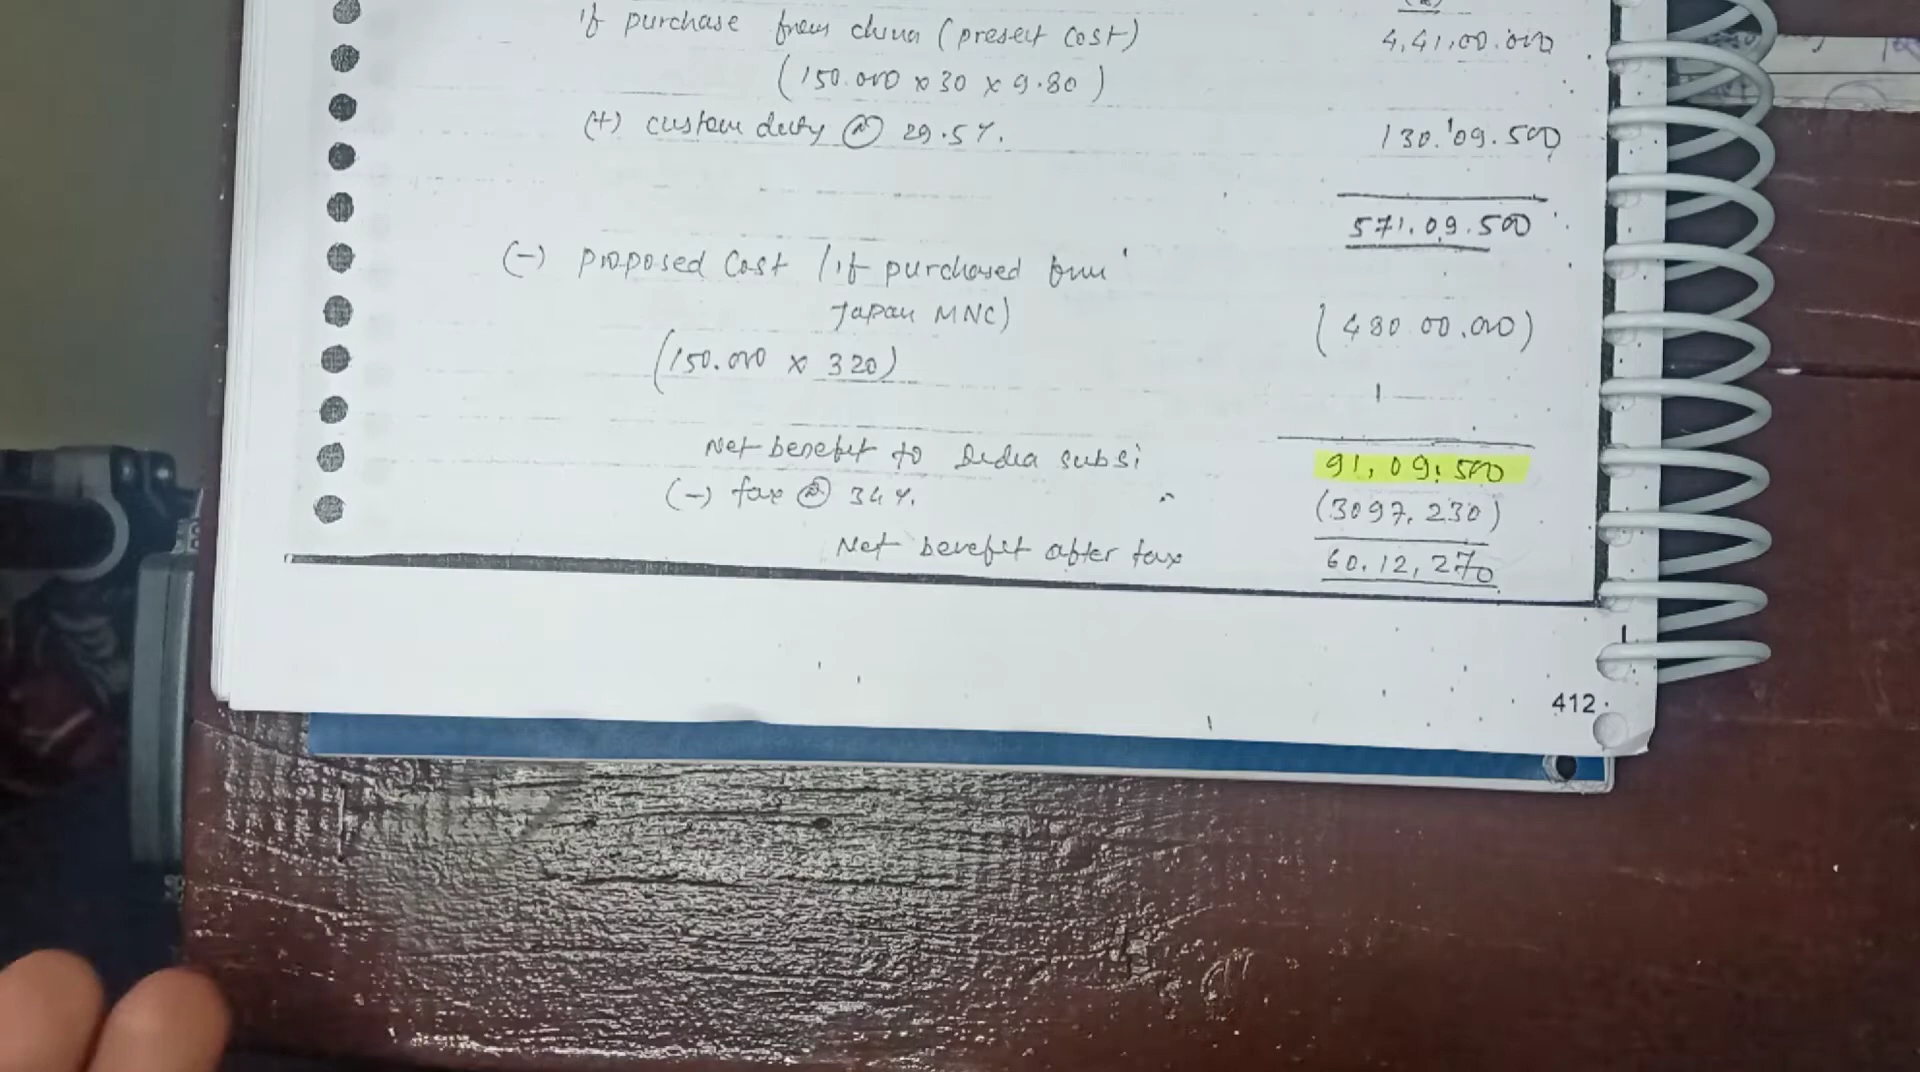 if purchase from china (present cost) 4,41,00,000
(150.000 x 30 x 9.80)
(+) custom duty @ 29.5%. 130.09.500
571.09.500
(-) proposed cost (if purchased from
Japan MNC) (480.00.000)
(150.000 x 320)
Net benefit to India subsi 91,09,500
(-) tax @ 34%. (3097.230)
Net benefit after tax 60,12,270
412